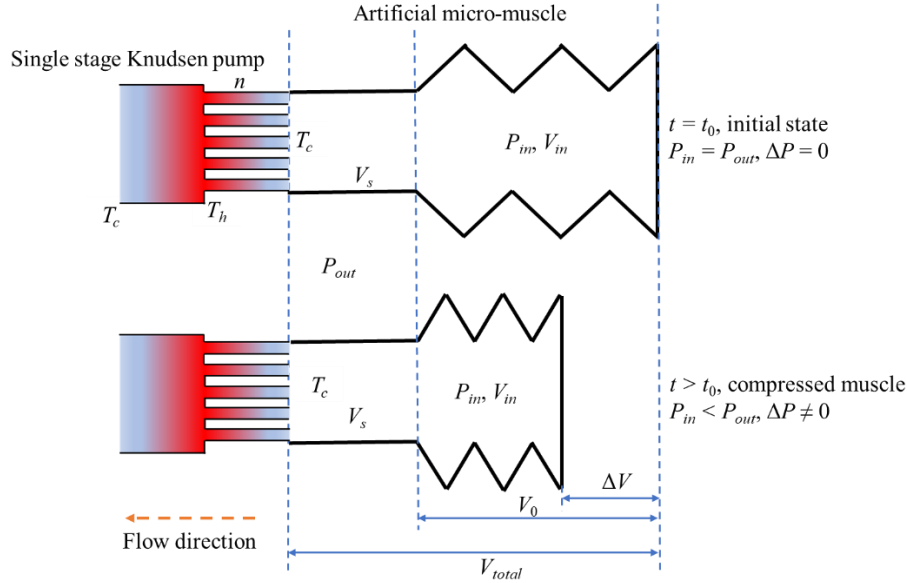 Artificial micro-muscle
Single stage Knudsen pump
n
T_c
P_in, V_in
t = t_0, initial state
P_in = P_out, ΔP = 0
V_s
T_c
T_h
P_out
T_c
P_in, V_in
t > t_0, compressed muscle
P_in < P_out, ΔP ≠ 0
V_s
ΔV
V_0
Flow direction
V_total